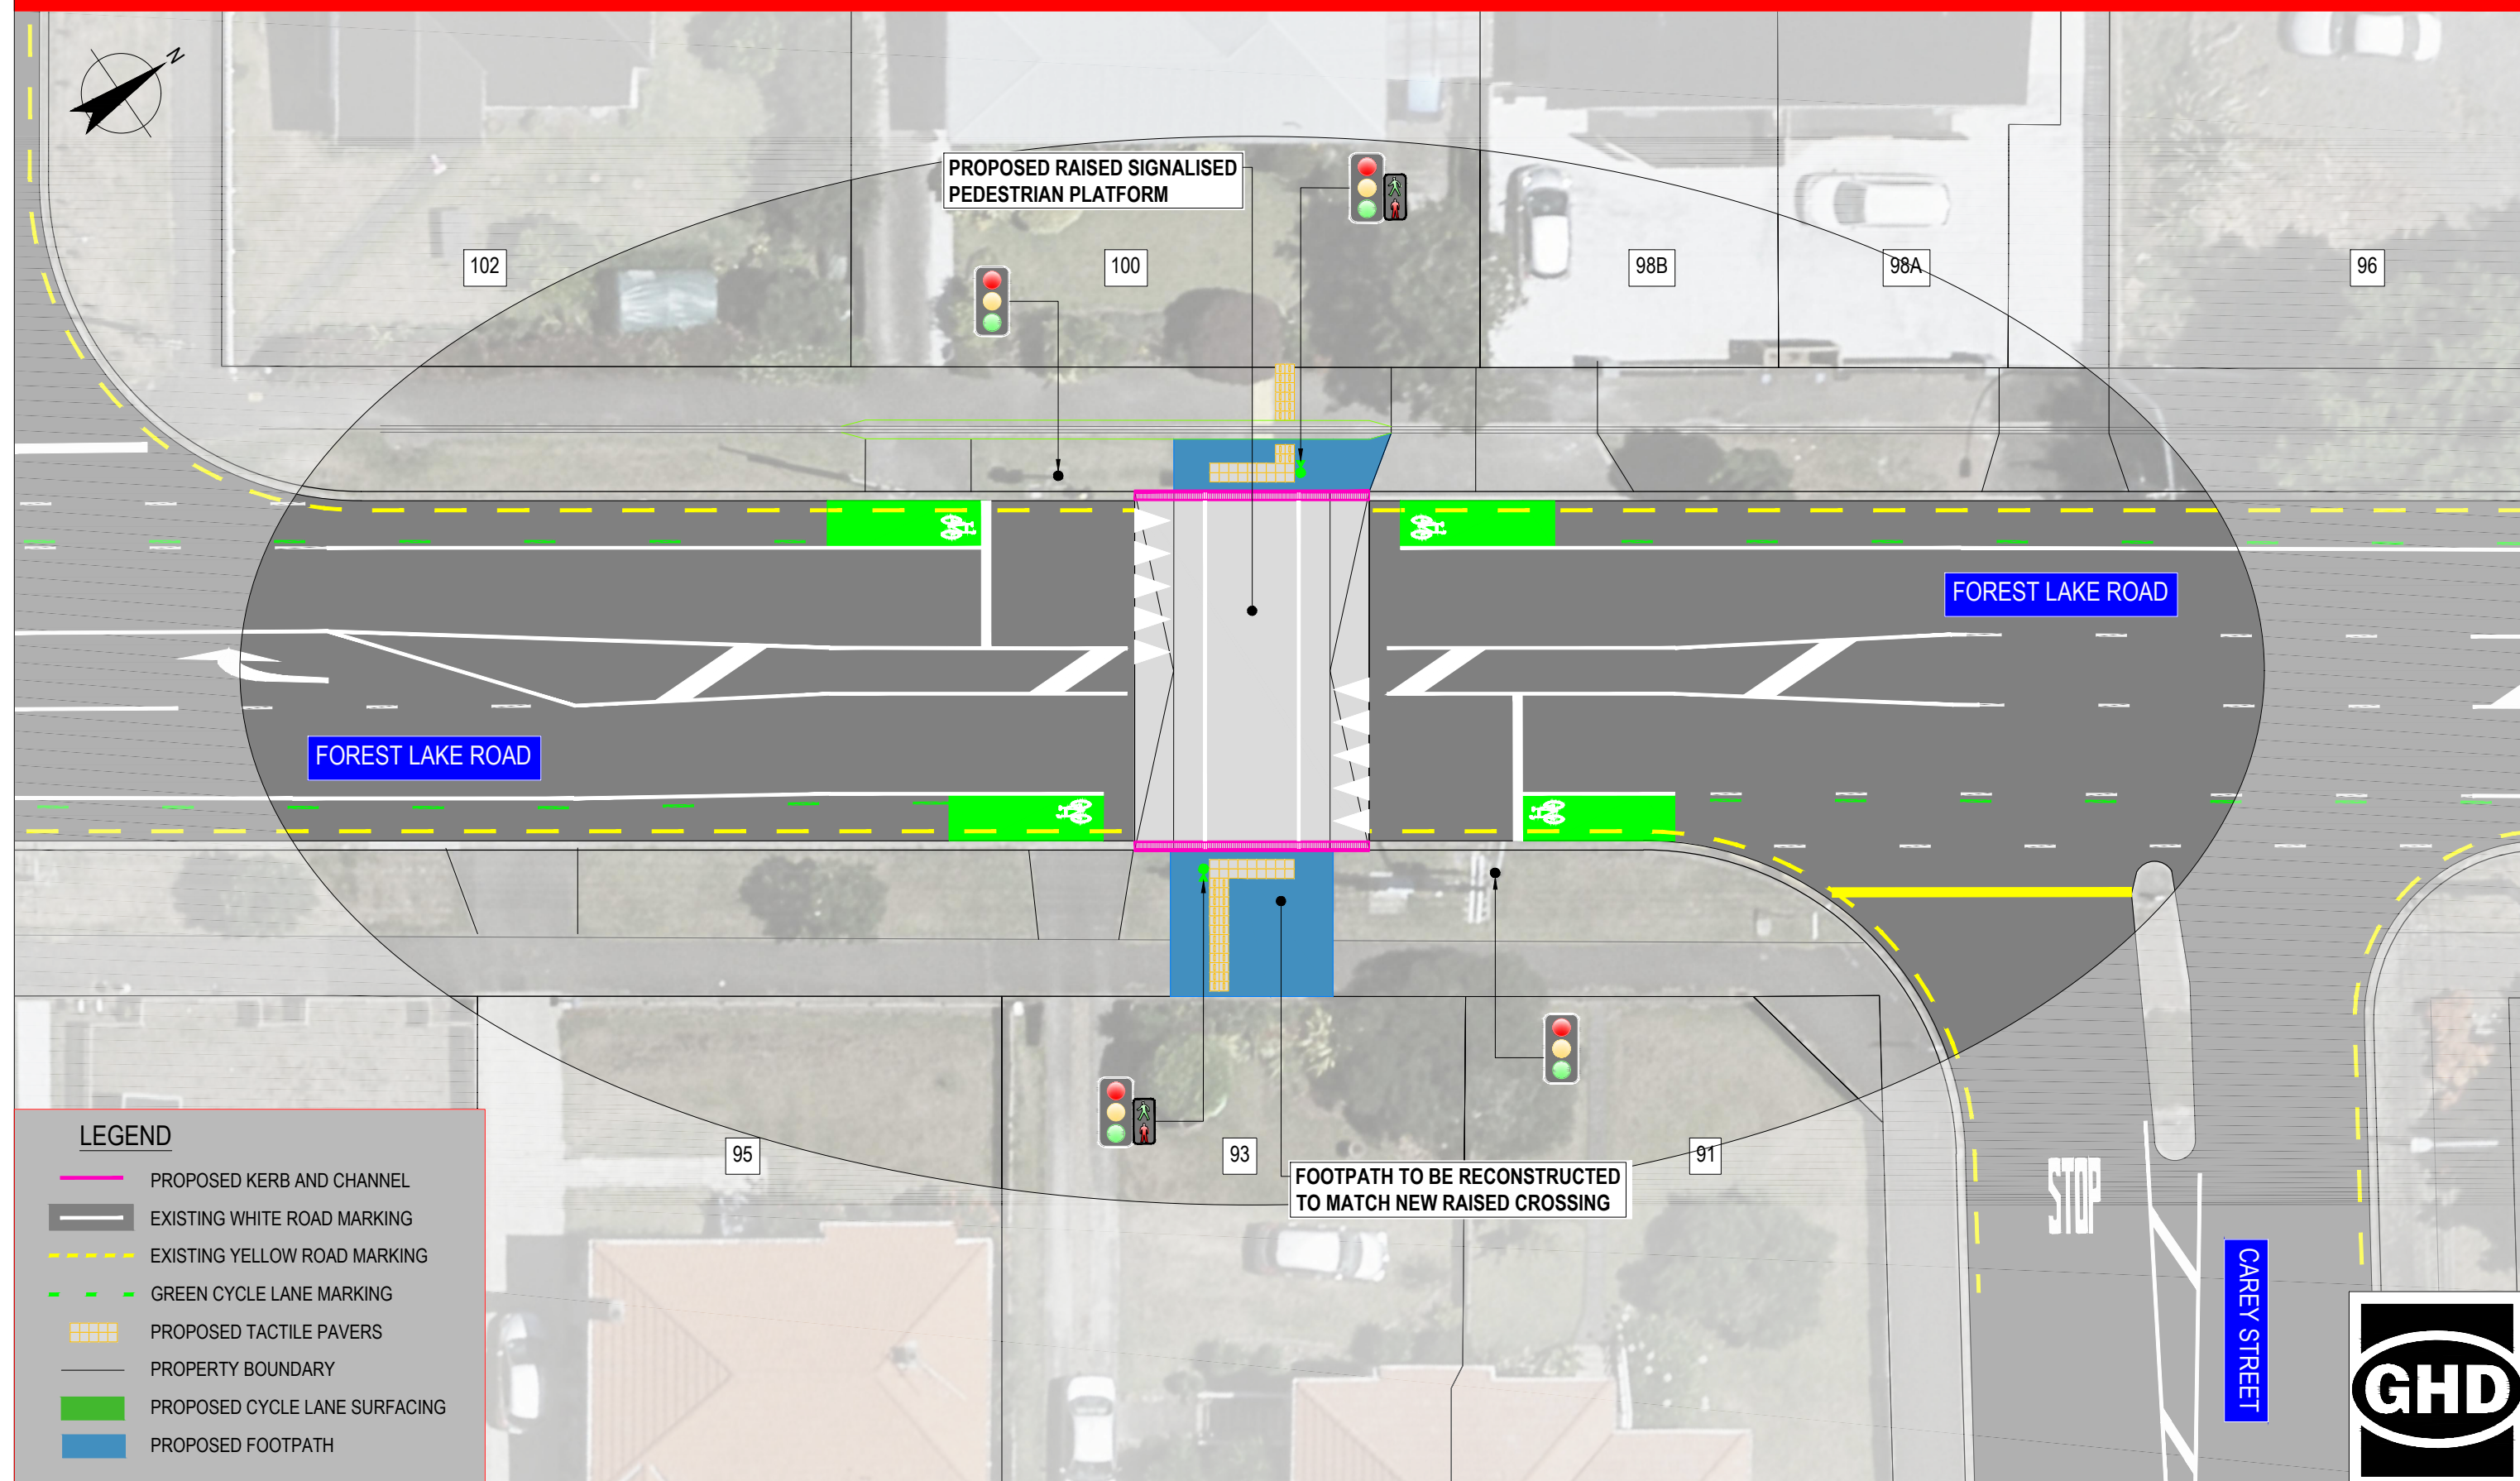 N
PROPOSED RAISED SIGNALISED
PEDESTRIAN PLATFORM
102
100
98B
98A
96
FOREST LAKE ROAD
FOREST LAKE ROAD
95
93
91
FOOTPATH TO BE RECONSTRUCTED
TO MATCH NEW RAISED CROSSING
STOP
CAREY STREET
LEGEND
PROPOSED KERB AND CHANNEL
EXISTING WHITE ROAD MARKING
EXISTING YELLOW ROAD MARKING
GREEN CYCLE LANE MARKING
PROPOSED TACTILE PAVERS
PROPERTY BOUNDARY
PROPOSED CYCLE LANE SURFACING
PROPOSED FOOTPATH
GHD